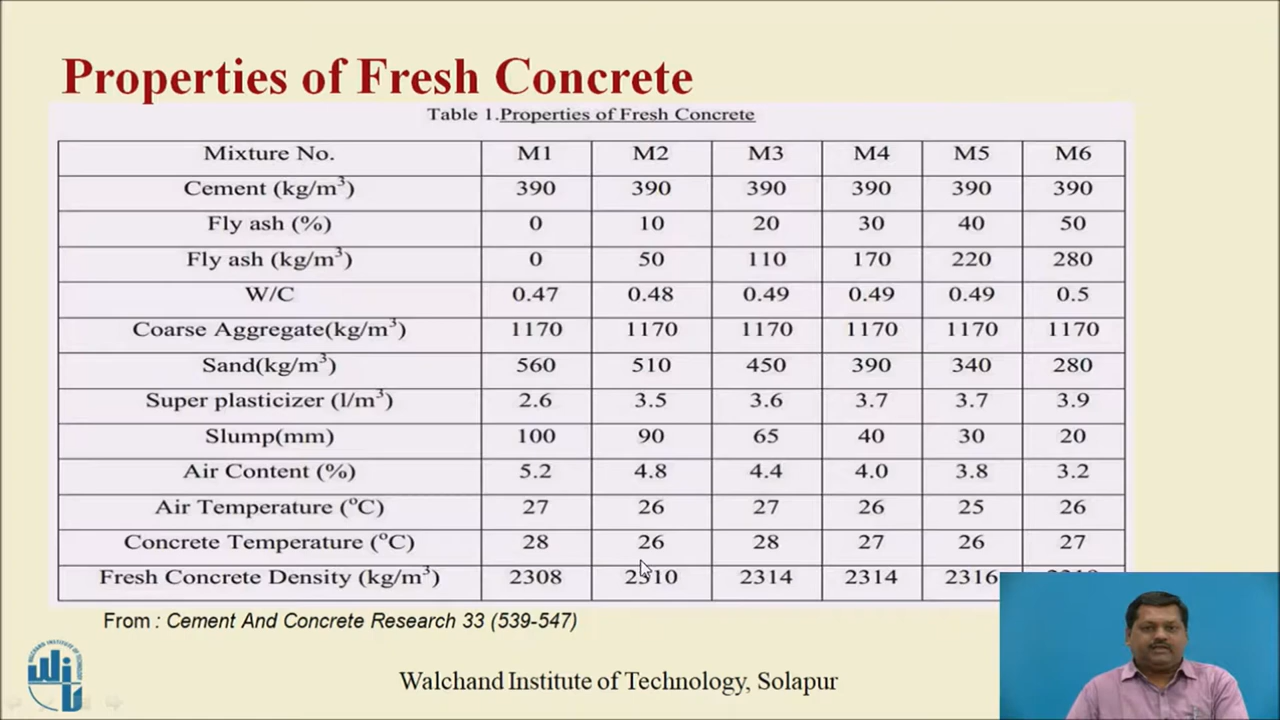 Properties of Fresh Concrete
Table 1.Properties of Fresh Concrete
Mixture No. M1 M2 M3 M4 M5 M6
Cement (kg/m³) 390 390 390 390 390 390
Fly ash (%) 0 10 20 30 40 50
Fly ash (kg/m³) 0 50 110 170 220 280
W/C 0.47 0.48 0.49 0.49 0.49 0.5
Coarse Aggregate(kg/m³) 1170 1170 1170 1170 1170 1170
Sand(kg/m³) 560 510 450 390 340 280
Super plasticizer (l/m³) 2.6 3.5 3.6 3.7 3.7 3.9
Slump(mm) 100 90 65 40 30 20
Air Content (%) 5.2 4.8 4.4 4.0 3.8 3.2
Air Temperature (°C) 27 26 27 26 25 26
Concrete Temperature (°C) 28 26 28 27 26 27
Fresh Concrete Density (kg/m³) 2308 2310 2314 2314 2316
From : Cement And Concrete Research 33 (539-547)
Walchand Institute of Technology, Solapur